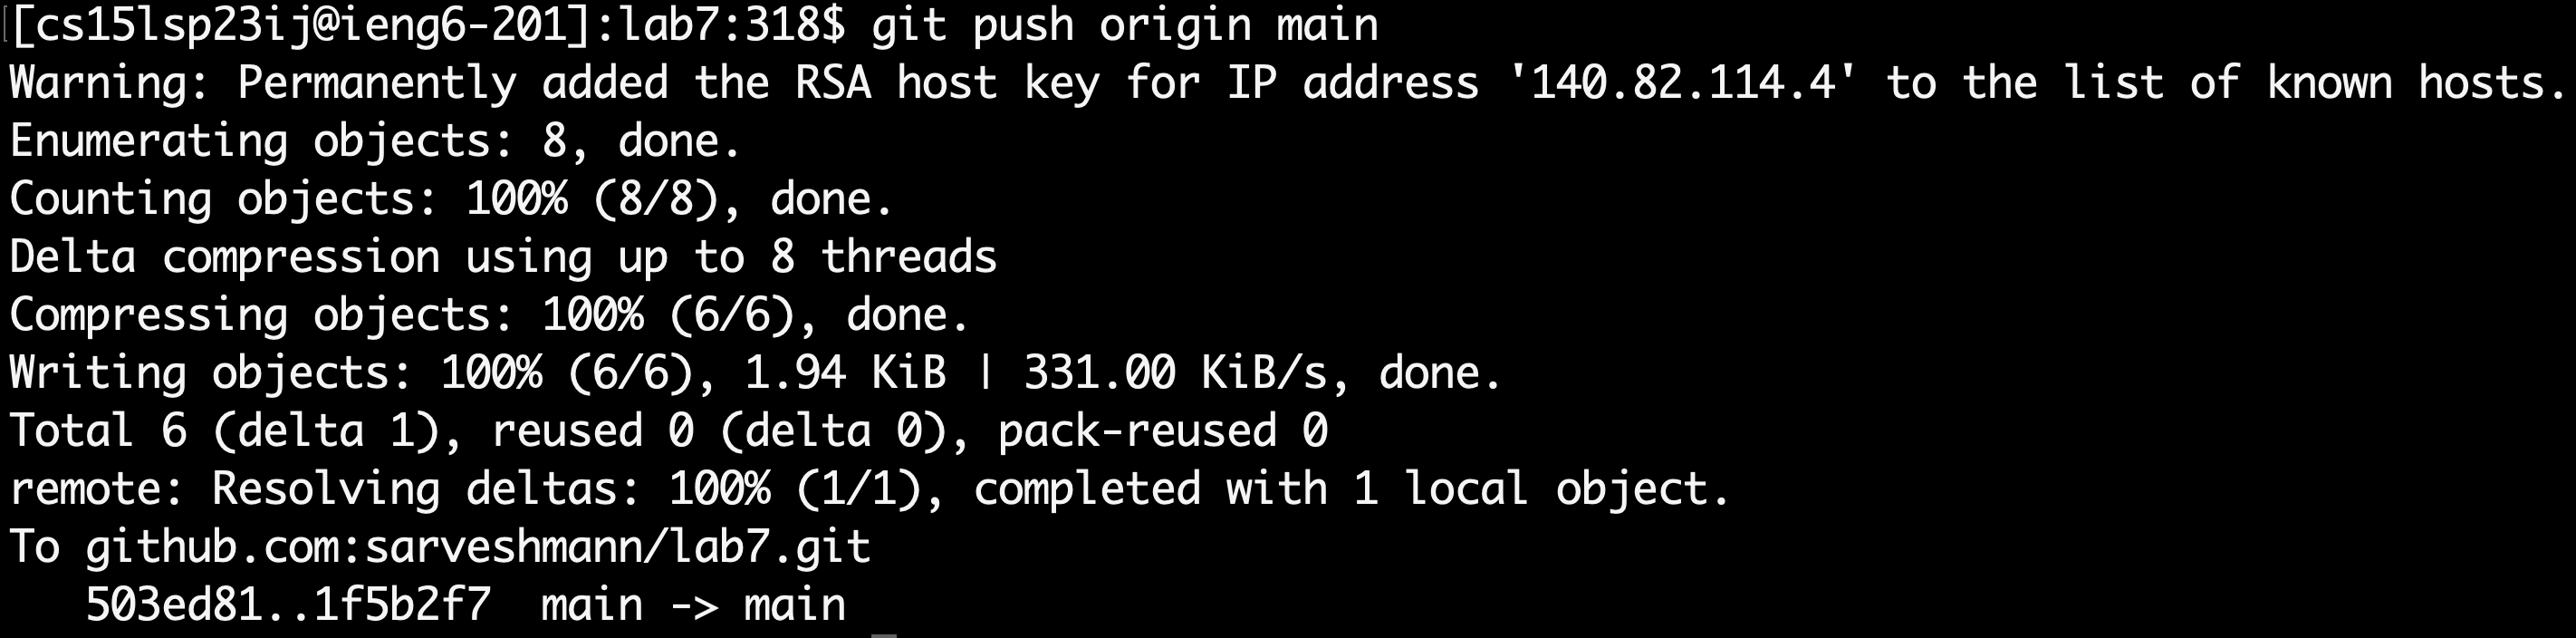 [cs15lsp23ij@ieng6-201]:lab7:318$ git push origin main
Warning: Permanently added the RSA host key for IP address '140.82.114.4' to the list of known hosts.
Enumerating objects: 8, done.
Counting objects: 100% (8/8), done.
Delta compression using up to 8 threads
Compressing objects: 100% (6/6), done.
Writing objects: 100% (6/6), 1.94 KiB | 331.00 KiB/s, done.
Total 6 (delta 1), reused 0 (delta 0), pack-reused 0
remote: Resolving deltas: 100% (1/1), completed with 1 local object.
To github.com:sarveshmann/lab7.git
   503ed81..1f5b2f7  main -> main